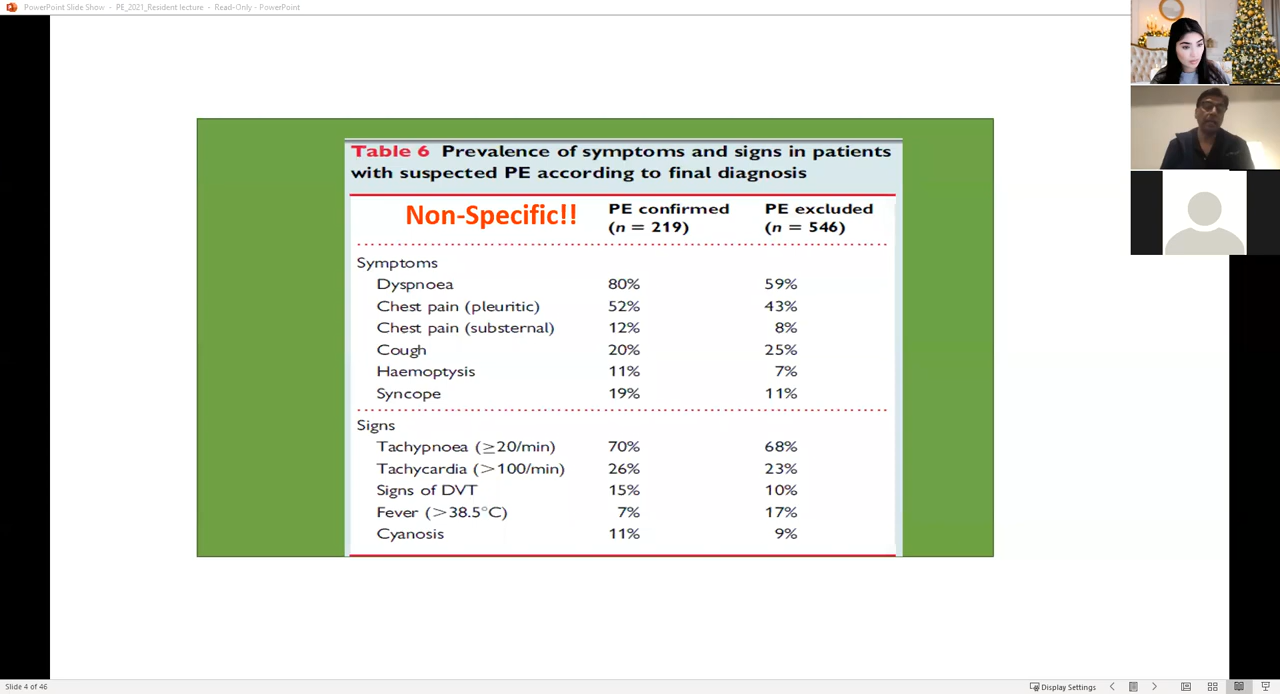 PowerPoint Slide Show - PE_2021_Resident lecture - Read-Only - PowerPoint
Table 6 Prevalence of symptoms and signs in patients
with suspected PE according to final diagnosis
Non-Specific!! PE confirmed PE excluded
(n = 219) (n = 546)
Symptoms
Dyspnoea 80% 59%
Chest pain (pleuritic) 52% 43%
Chest pain (substernal) 12% 8%
Cough 20% 25%
Haemoptysis 11% 7%
Syncope 19% 11%
Signs
Tachypnoea (≥20/min) 70% 68%
Tachycardia (>100/min) 26% 23%
Signs of DVT 15% 10%
Fever (>38.5°C) 7% 17%
Cyanosis 11% 9%
Slide 4 of 46 Display Settings